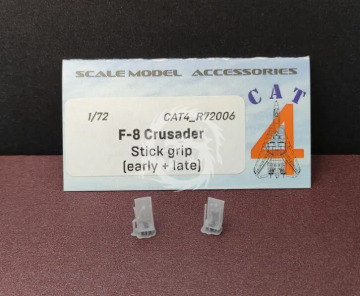 SCALE MODEL ACCESSORIES
1/72 CAT4_R72006
F-8 Crusader
Stick grip
(early + late)
CAT
4